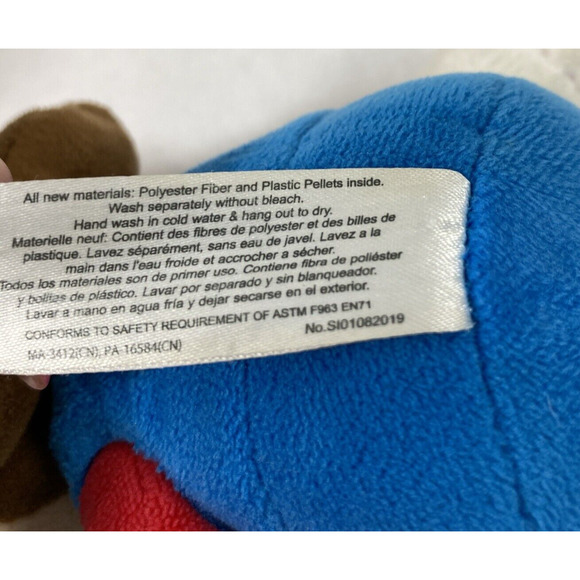 All new materials: Polyester Fiber and Plastic Pellets inside.
Wash separately without bleach.
Hand wash in cold water & hang out to dry.
Materielle neuf: Contient des fibres de polyester et des billes de
plastique. Lavez séparément, sans eau de javel. Lavez a la
main dans l'eau froide et accrocher a sécher.
Todos los materiales son de primer uso. Contiene fibra de poliéster
y bolitas de plástico. Lavar por separado y sin blanqueador.
Lavar a mano en agua fría y dejar secarse en el exterior.
CONFORMS TO SAFETY REQUIREMENT OF ASTM F963 EN71
No.SI01082019
MA-3412(CN), PA-16584(CN)